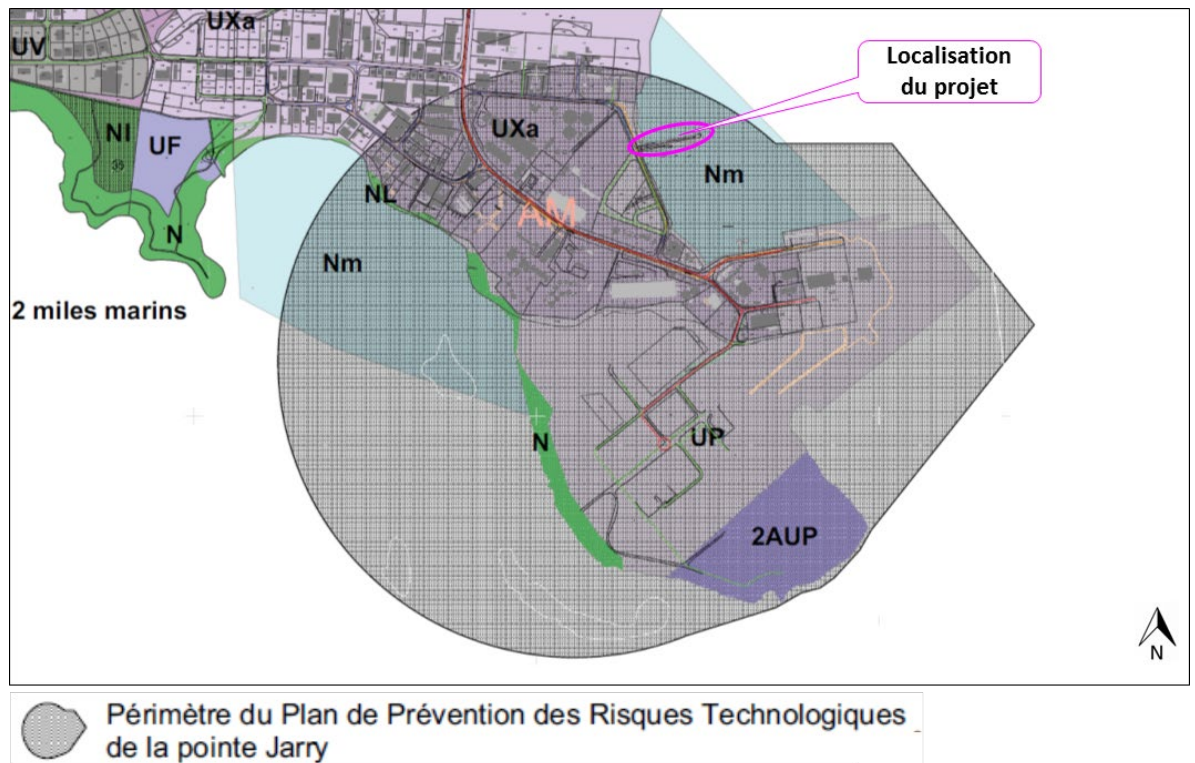 UXa
UV
Localisation
du projet
NI
UF
36
UXa
Nm
NL
AM
N
Nm
2 miles marins
UP
N
2AUP
N
Périmètre du Plan de Prévention des Risques Technologiques
de la pointe Jarry